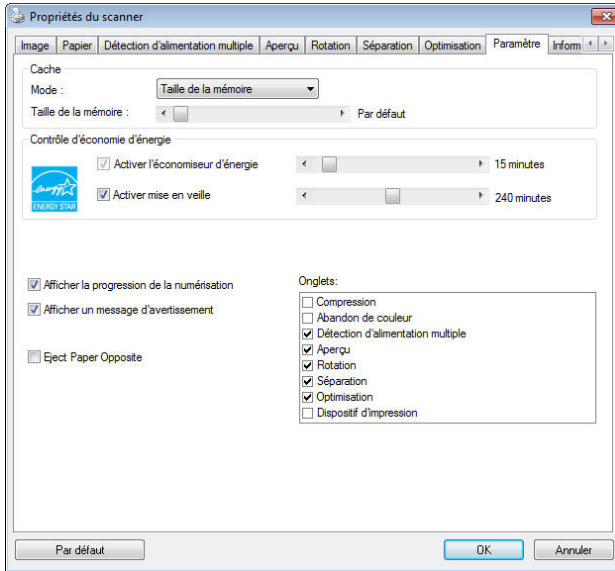 Propriétés du scanner
Image Papier Détection d'alimentation multiple Aperçu Rotation Séparation Optimisation Paramètre Inform
Cache
Mode : Taille de la mémoire
Taille de la mémoire : Par défaut
Contrôle d'économie d'énergie
Activer l'économiseur d'énergie 15 minutes
energy
ENERGY STAR
Activer mise en veille 240 minutes
Afficher la progression de la numérisation
Afficher un message d'avertissement
Eject Paper Opposite
Onglets:
Compression
Abandon de couleur
Détection d'alimentation multiple
Aperçu
Rotation
Séparation
Optimisation
Dispositif d'impression
Par défaut OK Annuler